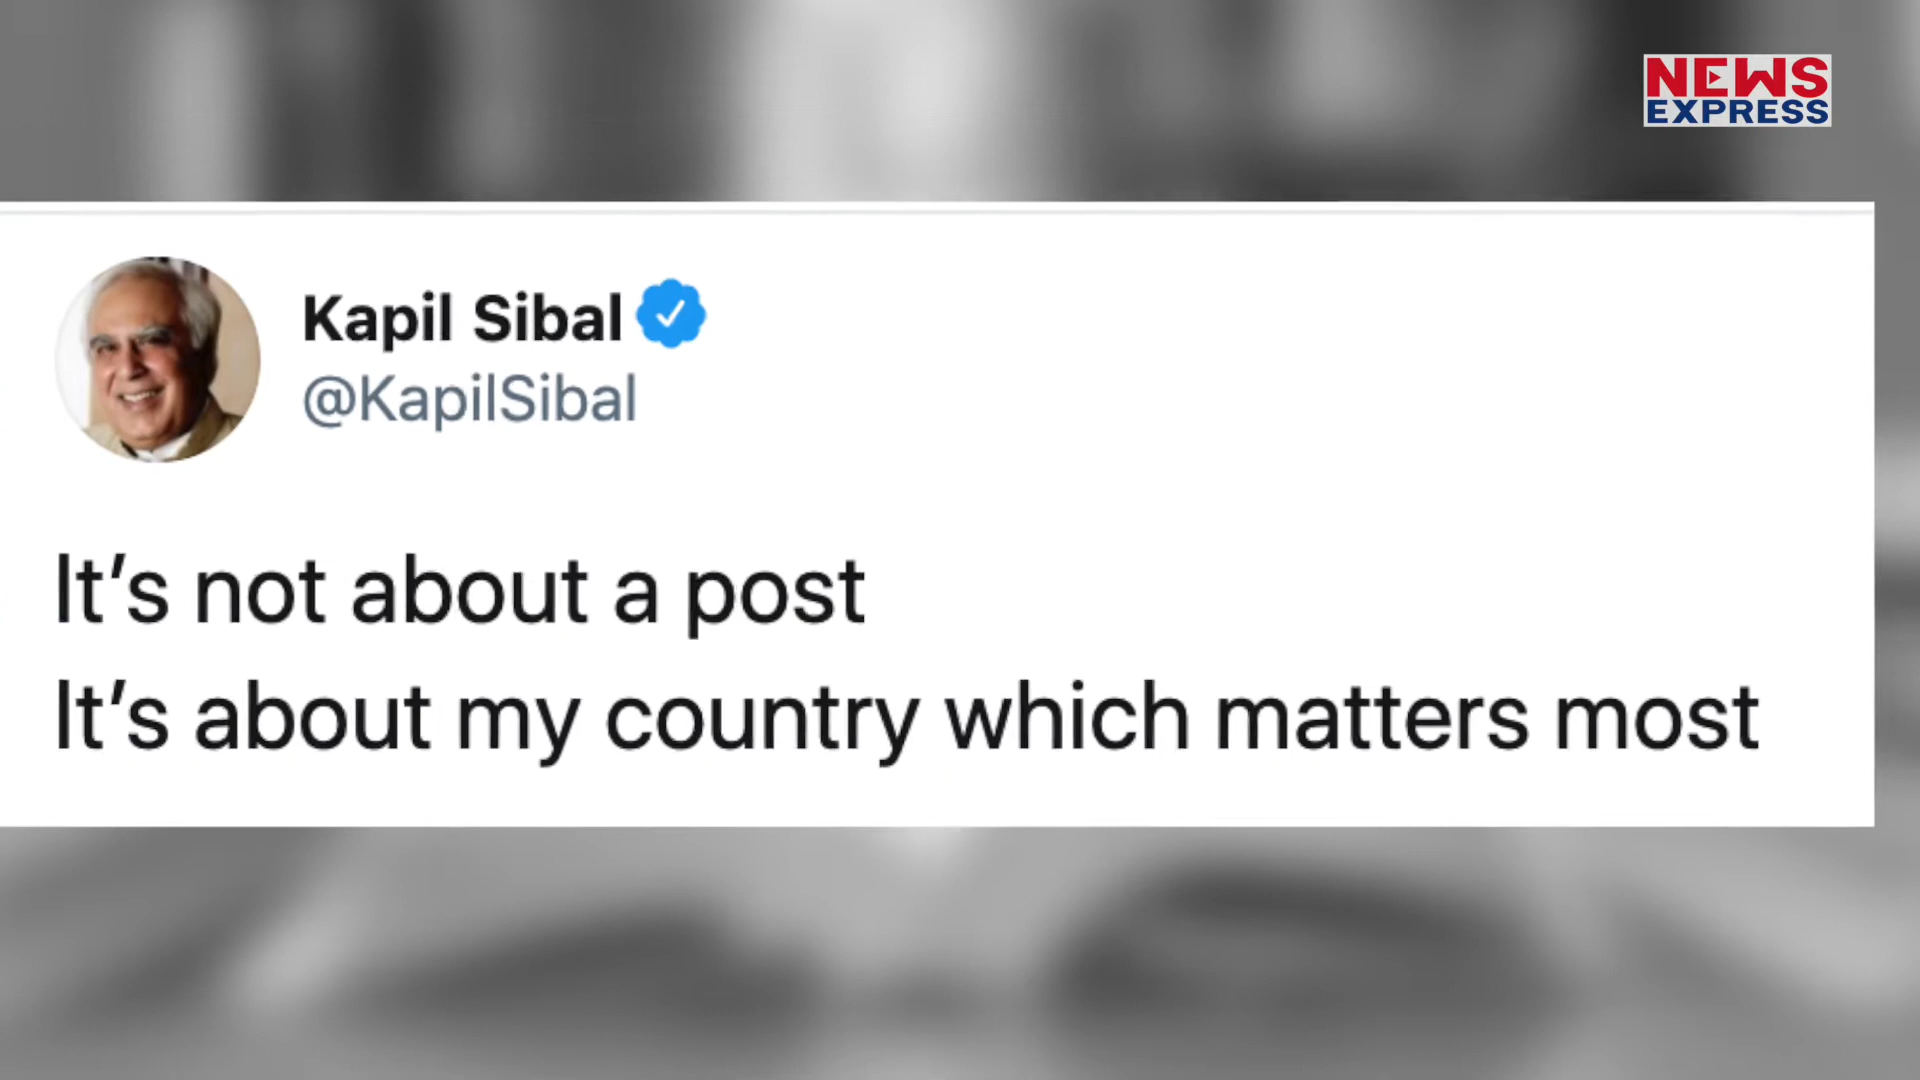 NEWS
EXPRESS
Kapil Sibal
@KapilSibal
It’s not about a post
It’s about my country which matters most